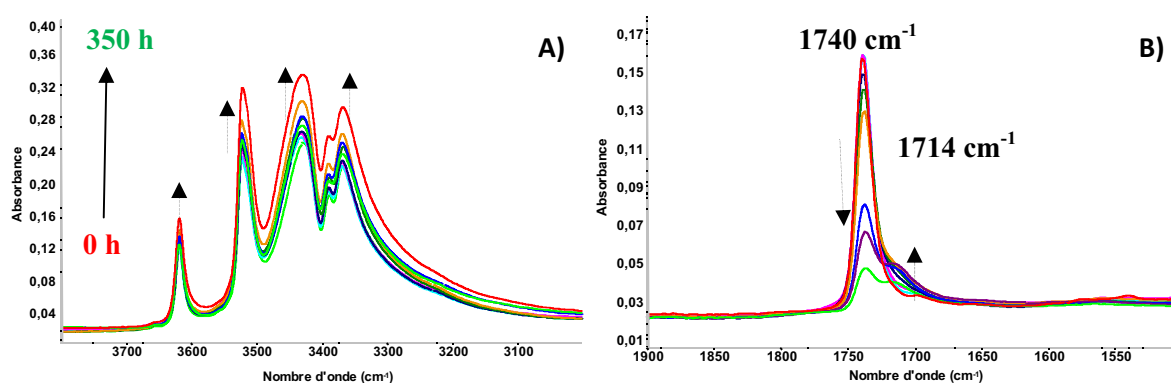 350 h
0 h
A)
Absorbance
0,40
0,36
0,32
0,28
0,24
0,20
0,16
0,12
0,08
0,04
3700 3600 3500 3400 3300 3200 3100
Nombre d'onde (cm-1)
1740 cm-1
B)
1714 cm-1
Absorbance
0,17
0,15
0,13
0,11
0,09
0,07
0,05
0,03
0,01
1900 1850 1800 1750 1700 1650 1600 1550
Nombre d'onde (cm-1)